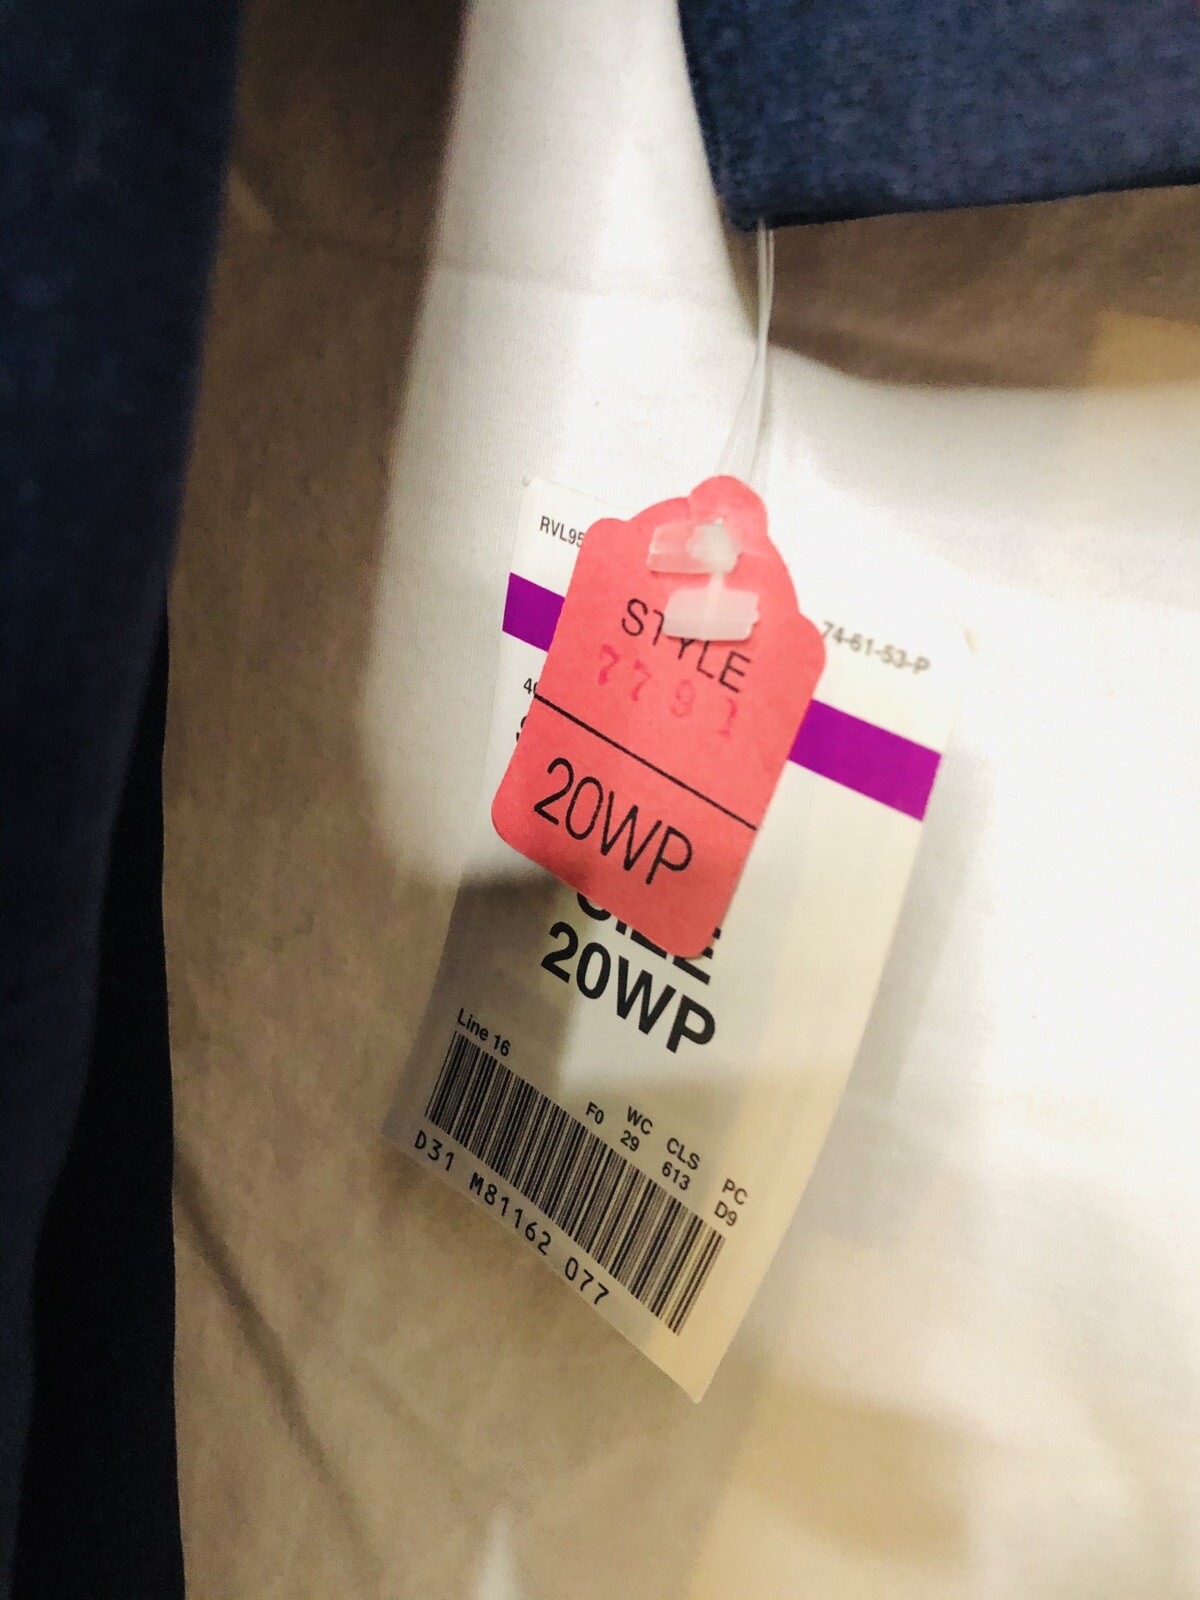 RVL95
74-61-53-P
STYLE
7791
20WP
SIZE
20WP
Line 16
F0 WC CLS PC
29 613 D9
D31 M81162 077